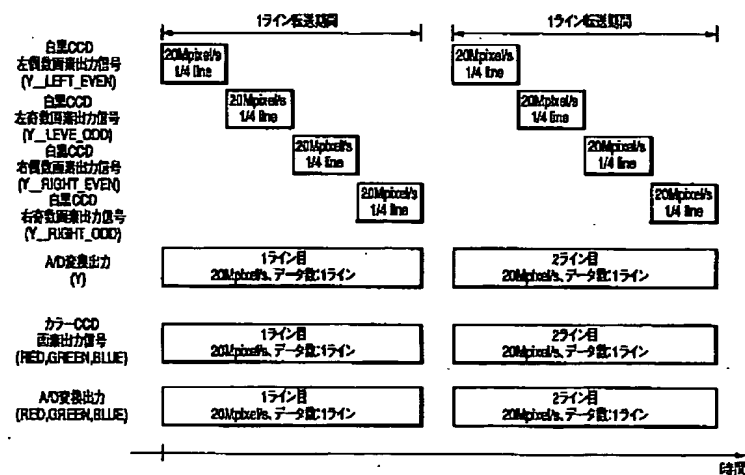 1ライン転送期間 1ライン転送期間
白黒CCD
左偶数画素出力信号
(Y_LEFT_EVEN)
20Mpixel/s
1/4 line
20Mpixel/s
1/4 line
白黒CCD
左奇数画素出力信号
(Y_LEVE_ODD)
20Mpixel/s
1/4 line
20Mpixel/s
1/4 line
白黒CCD
右偶数画素出力信号
(Y_RIGHT_EVEN)
20Mpixel/s
1/4 line
20Mpixel/s
1/4 line
白黒CCD
右奇数画素出力信号
(Y_RIGHT_ODD)
20Mpixel/s
1/4 line
20Mpixel/s
1/4 line
A/D変換出力
(Y)
1ライン目
20Mpixel/s、データ数:1ライン
2ライン目
20Mpixel/s、データ数:1ライン
カラーCCD
画素出力信号
(RED,GREEN,BLUE)
1ライン目
20Mpixel/s、データ数:1ライン
2ライン目
20Mpixel/s、データ数:1ライン
A/D変換出力
(RED,GREEN,BLUE)
1ライン目
20Mpixel/s、データ数:1ライン
2ライン目
20Mpixel/s、データ数:1ライン
時間